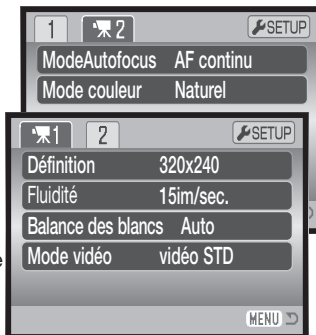 1 2 SETUP
ModeAutofocus AF continu
Mode couleur Naturel
1 2 SETUP
Définition 320x240
Fluidité 15im/sec.
Balance des blancs Auto
Mode vidéo vidéo STD
MENU